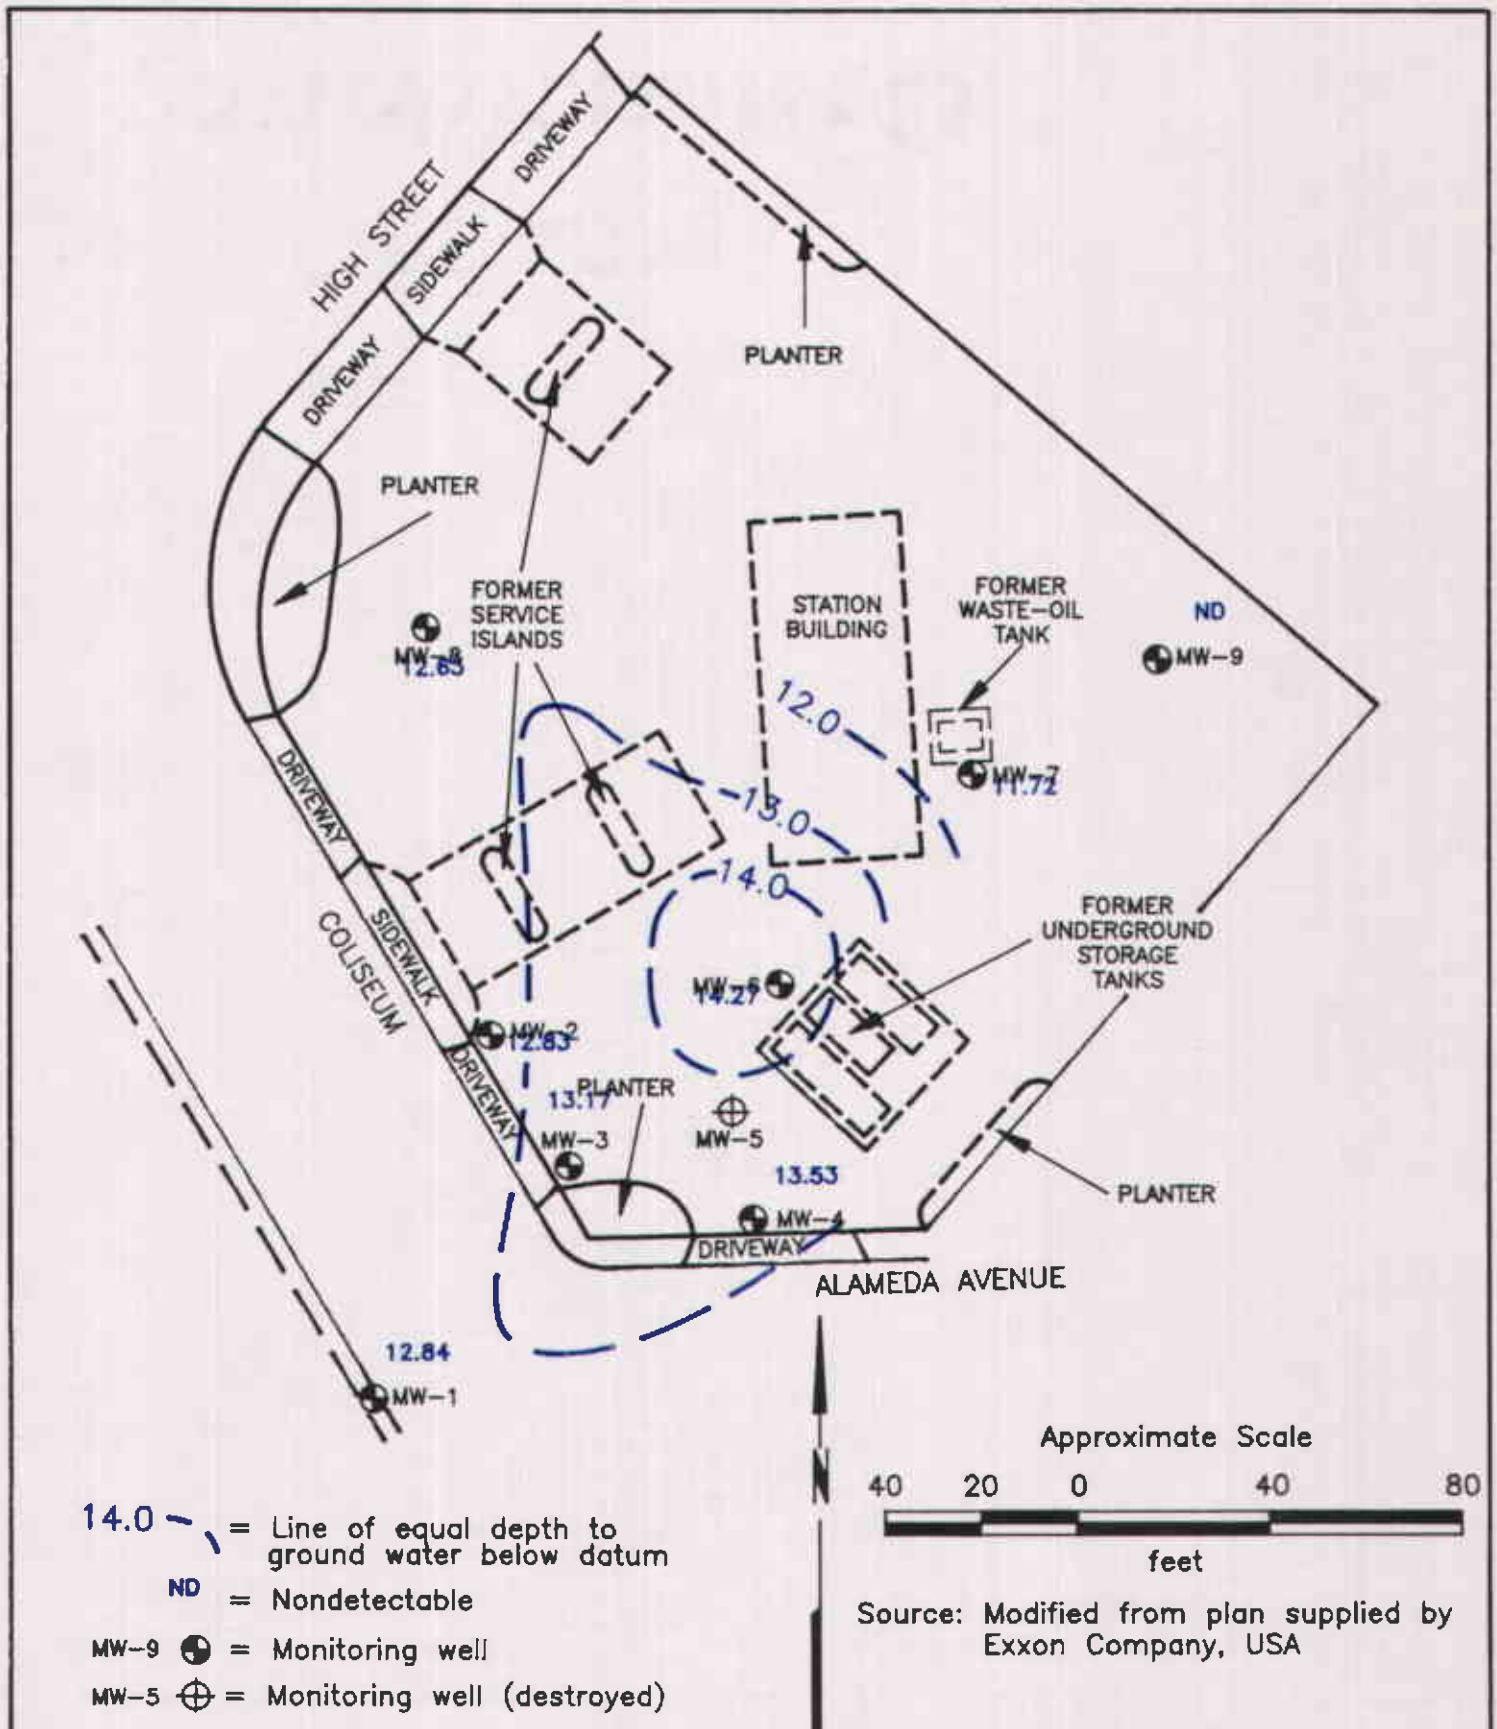 DRIVEWAY
HIGH STREET
SIDEWALK
DRIVEWAY
PLANTER
PLANTER
FORMER
SERVICE
ISLANDS
STATION
BUILDING
FORMER
WASTE-OIL
TANK
ND
MW-9
MW-8
12.65
12.0
MW-7
11.72
DRIVEWAY
13.0
14.0
SIDEWALK
COLISEUM
FORMER
UNDERGROUND
STORAGE
TANKS
MW-6
14.27
MW-2
12.83
DRIVEWAY
13.17
PLANTER
MW-3
MW-5
13.53
MW-4
PLANTER
DRIVEWAY
ALAMEDA AVENUE
12.84
MW-1
N
Approximate Scale
40 20 0 40 80
feet
14.0 = Line of equal depth to
ground water below datum
ND = Nondetectable
MW-9 = Monitoring well
MW-5 = Monitoring well (destroyed)
Source: Modified from plan supplied by
Exxon Company, USA